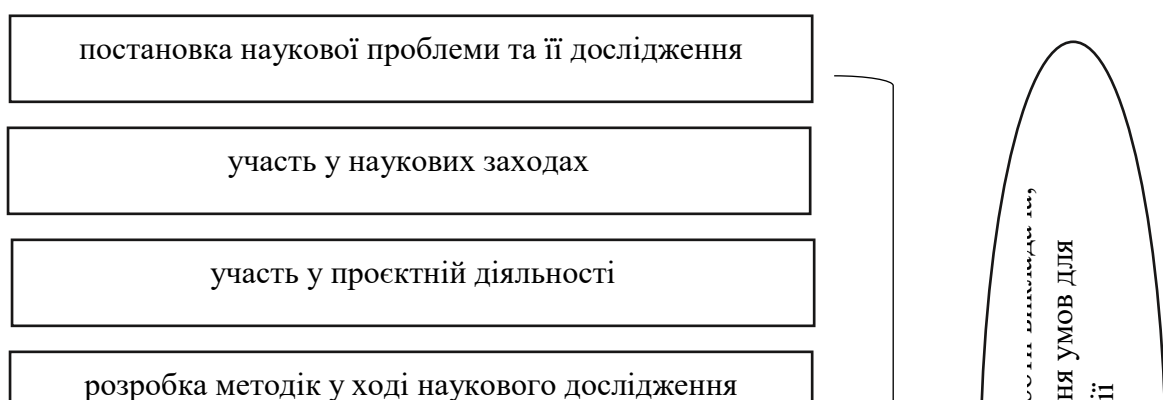 постановка наукової проблеми та її дослідження
участь у наукових заходах
участь у проєктній діяльності
розробка методік у ході наукового дослідження
умов для
її